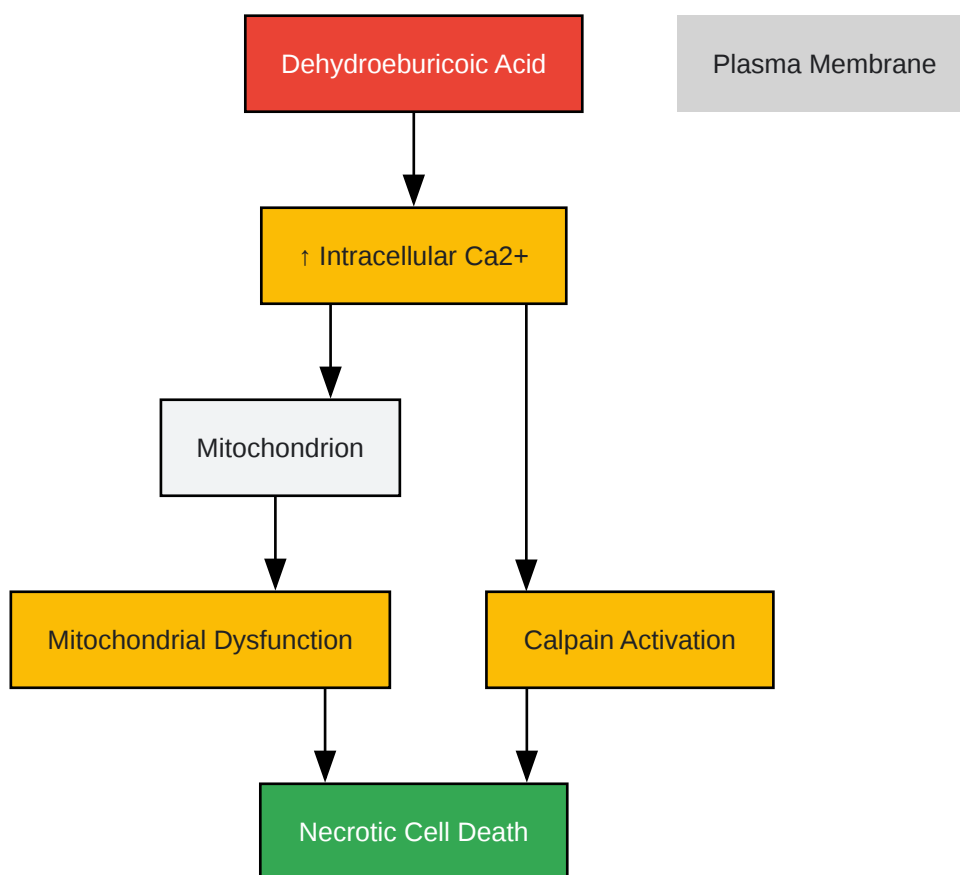 Dehydroeburicoic Acid
Plasma Membrane
↑ Intracellular Ca2+
Mitochondrion
Mitochondrial Dysfunction
Calpain Activation
Necrotic Cell Death